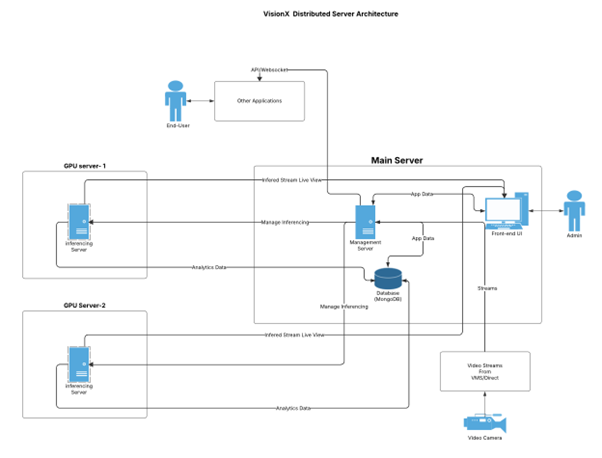 VisionX Distributed Server Architecture
API(Websocket)
Other Applications
End-User
GPU server- 1
Main Server
Infered Stream Live View
App Data
Manage Inferencing
Inferencing
Server
Management
Server
Front-end UI
Admin
App Data
Analytics Data
Database
(MongoDB)
Streams
GPU Server-2
Manage Inferencing
Infered Stream Live View
Inferencing
Server
Video Streams
From
VMS/Direct
Analytics Data
Video Camera